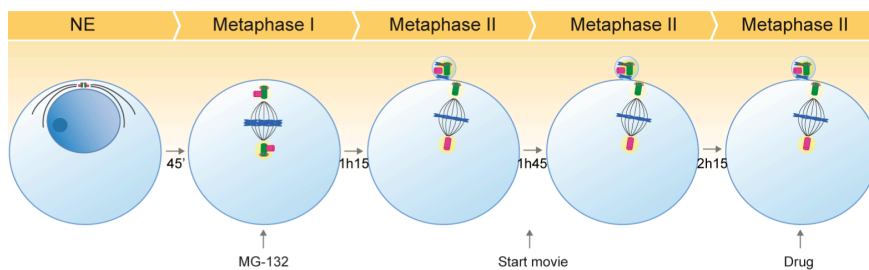 NE Metaphase I Metaphase II Metaphase II Metaphase II
45' 1h15 1h45 2h15
MG-132 Start movie Drug